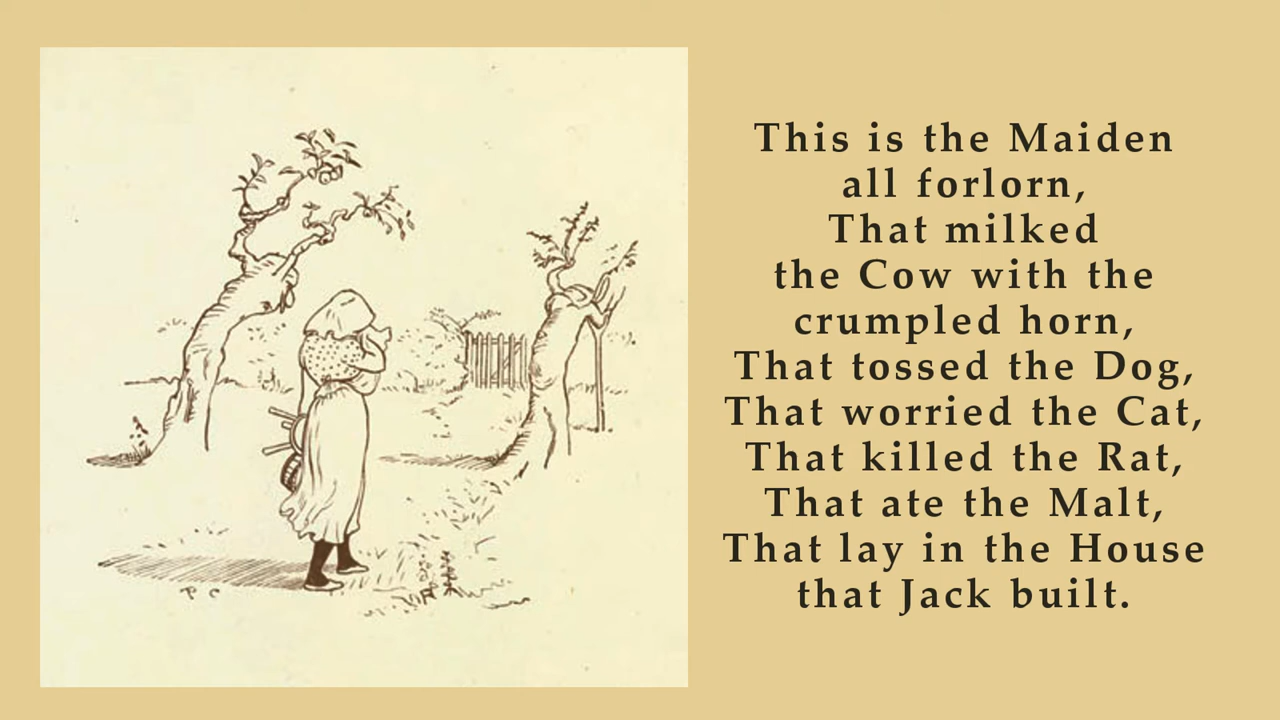 This is the Maiden
all forlorn,
That milked
the Cow with the
crumpled horn,
That tossed the Dog,
That worried the Cat,
That killed the Rat,
That ate the Malt,
That lay in the House
that Jack built.